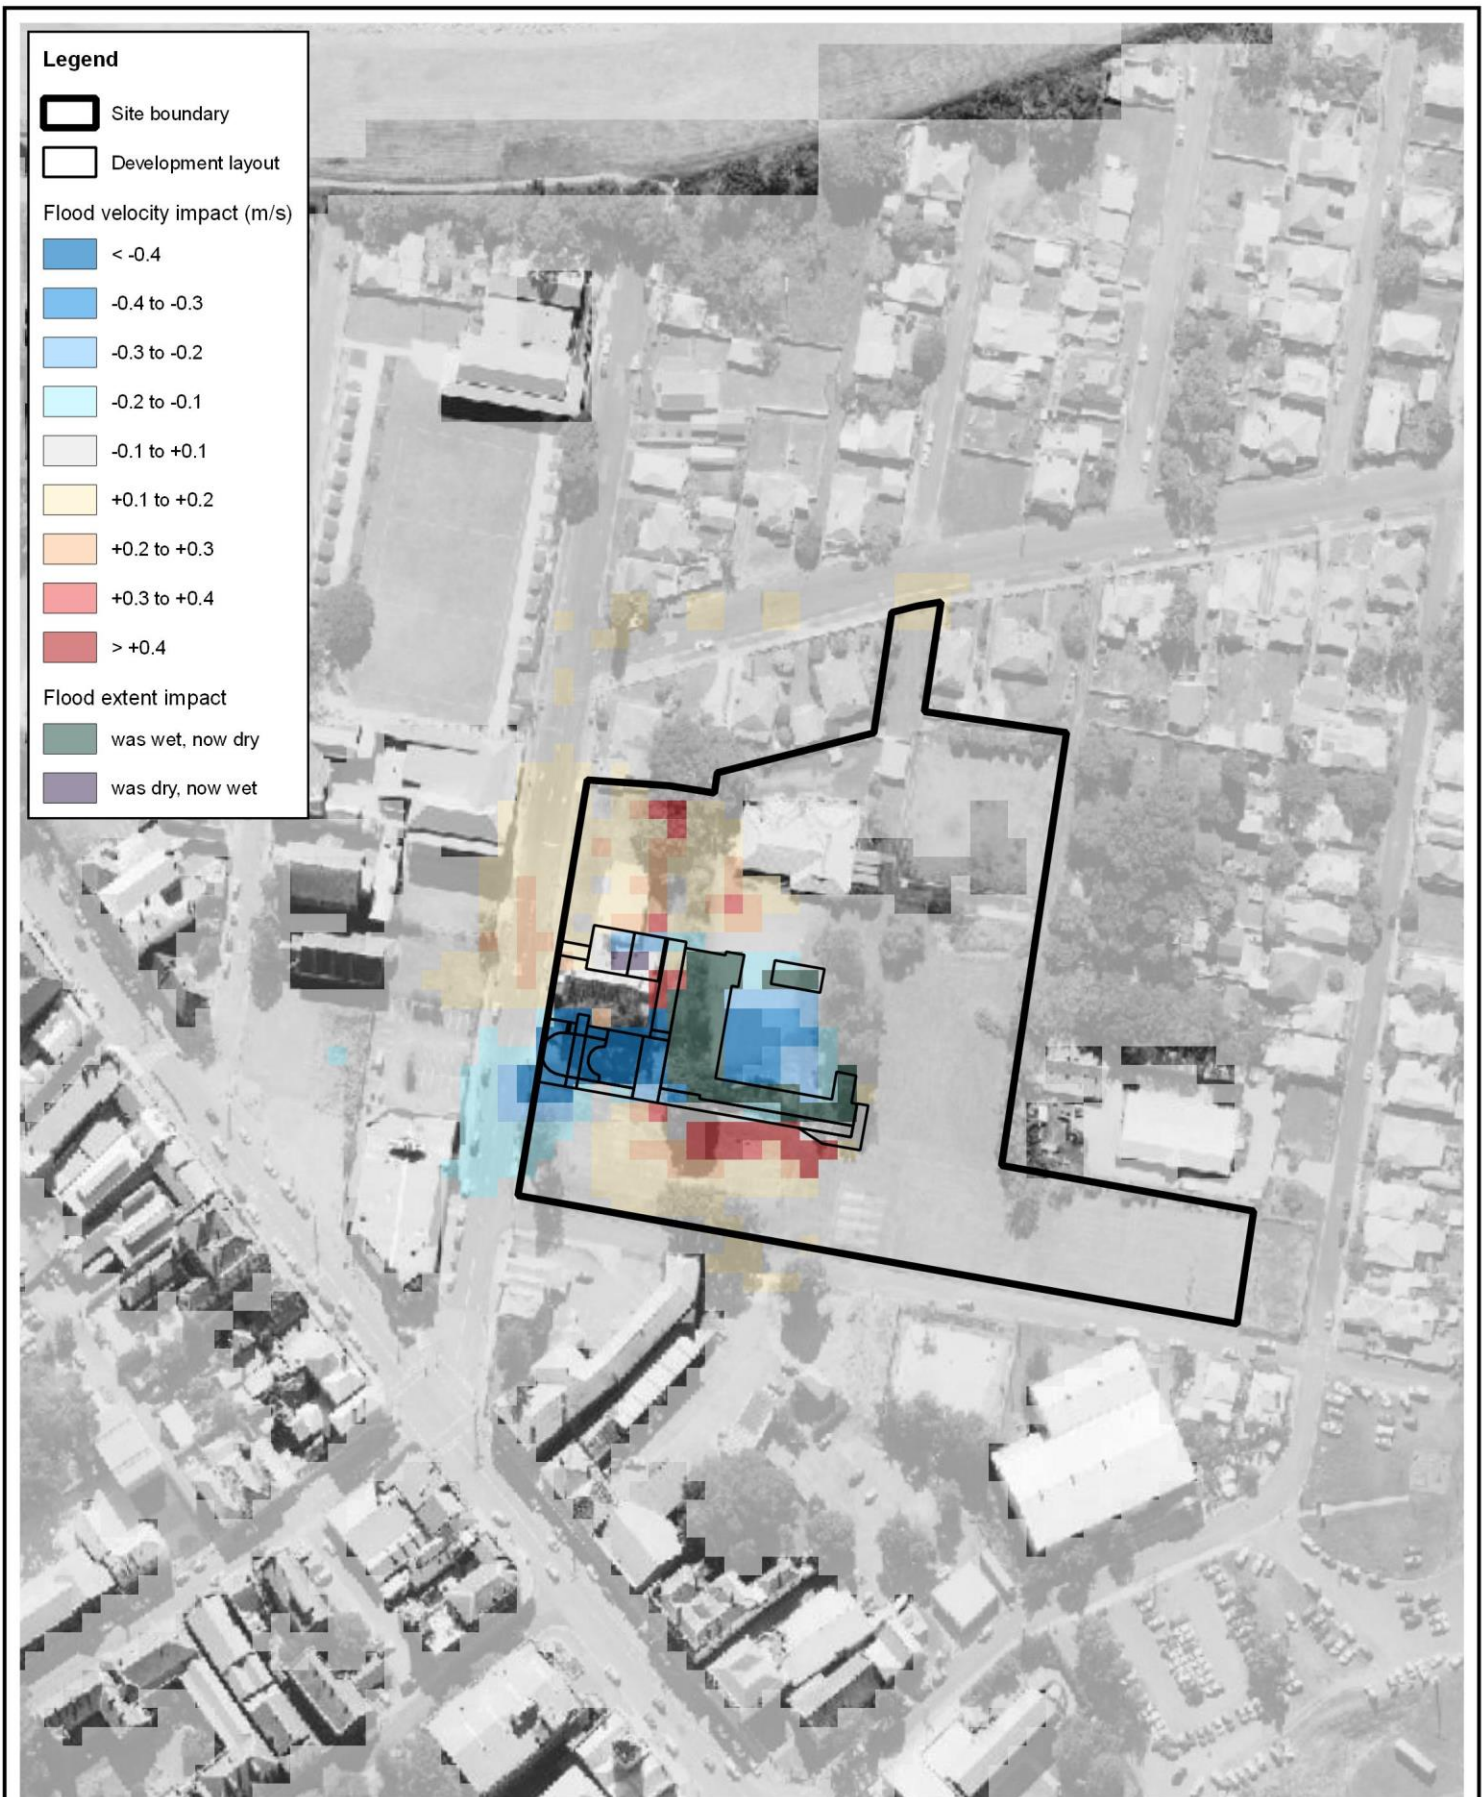 Legend
Site boundary
Development layout
Flood velocity impact (m/s)
< -0.4
-0.4 to -0.3
-0.3 to -0.2
-0.2 to -0.1
-0.1 to +0.1
+0.1 to +0.2
+0.2 to +0.3
+0.3 to +0.4
> +0.4
Flood extent impact
was wet, now dry
was dry, now wet